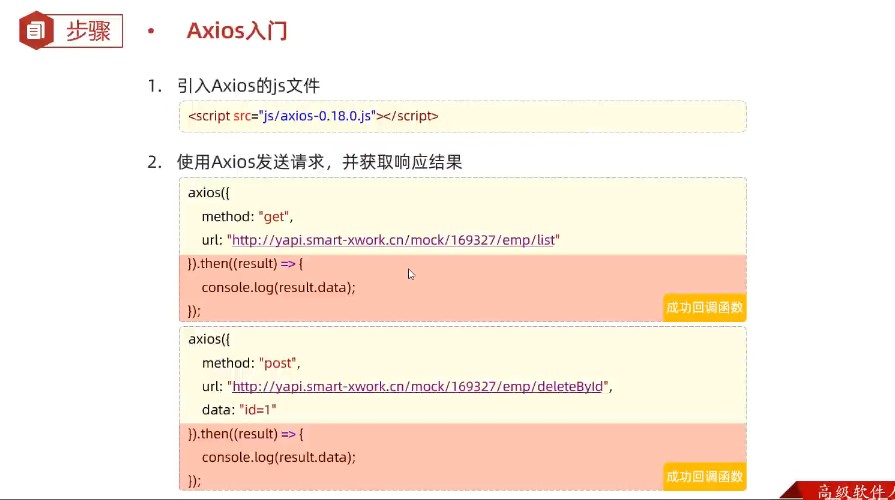 步骤
• Axios入门
1. 引入Axios的js文件
<script src="js/axios-0.18.0.js"></script>
2. 使用Axios发送请求，并获取响应结果
axios({
method: "get",
url: "http://yapi.smart-xwork.cn/mock/169327/emp/list"
}).then((result) => {
console.log(result.data);
});
成功回调函数
axios({
method: "post",
url: "http://yapi.smart-xwork.cn/mock/169327/emp/deleteById",
data: "id=1"
}).then((result) => {
console.log(result.data);
});
成功回调函数
高级软件